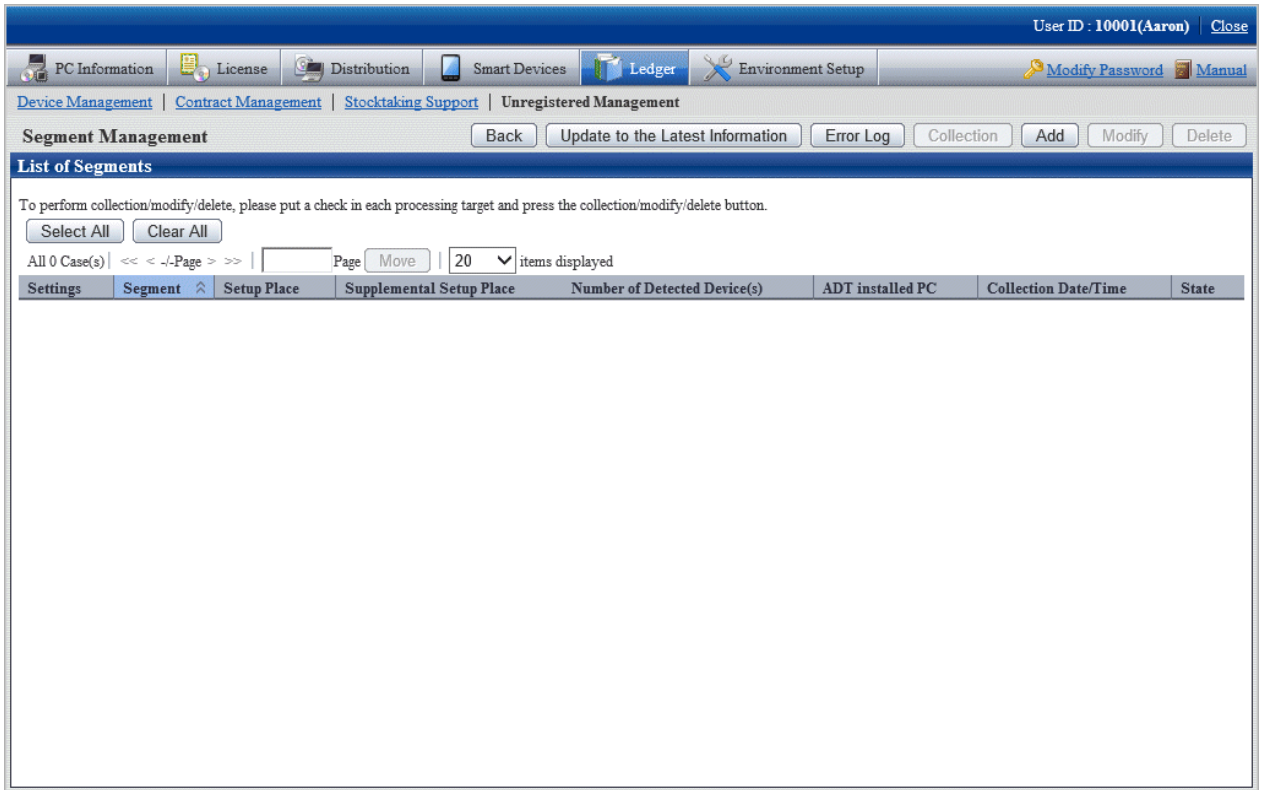 User ID : 10001(Aaron) Close
PC Information License Distribution Smart Devices Ledger Environment Setup Modify Password Manual
Device Management | Contract Management | Stocktaking Support | Unregistered Management
Segment Management Back Update to the Latest Information Error Log Collection Add Modify Delete
List of Segments
To perform collection/modify/delete, please put a check in each processing target and press the collection/modify/delete button.
Select All Clear All
All 0 Case(s) | << < -/-Page > >> | Page Move | 20 items displayed
Settings Segment Setup Place Supplemental Setup Place Number of Detected Device(s) ADT installed PC Collection Date/Time State